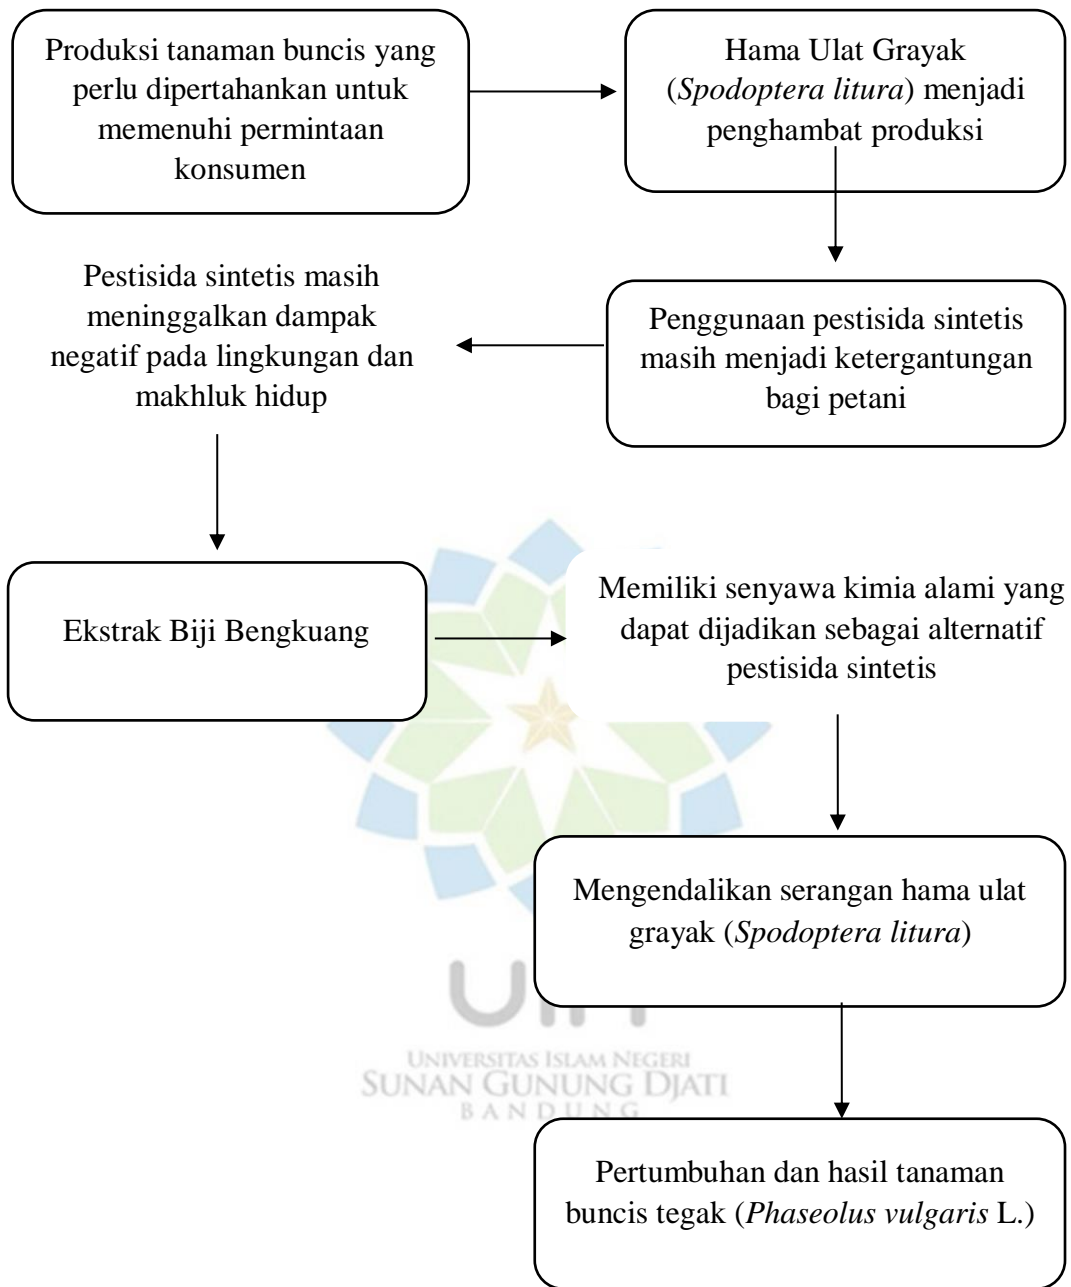 Produksi tanaman buncis yang
perlu dipertahankan untuk
memenuhi permintaan
konsumen
Hama Ulat Grayak
(Spodoptera litura) menjadi
penghambat produksi
Penggunaan pestisida sintetis
masih menjadi ketergantungan
bagi petani
Pestisida sintetis masih
meninggalkan dampak
negatif pada lingkungan dan
makhluk hidup
Ekstrak Biji Bengkuang
Memiliki senyawa kimia alami yang
dapat dijadikan sebagai alternatif
pestisida sintetis
Mengendalikan serangan hama ulat
grayak (Spodoptera litura)
UNIVERSITAS ISLAM NEGERI
SUNAN GUNUNG DJATI
BANDUNG
Pertumbuhan dan hasil tanaman
buncis tegak (Phaseolus vulgaris L.)